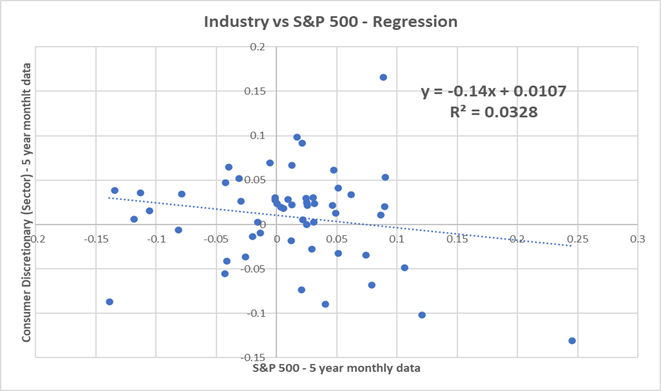 Industry vs S&P 500 - Regression
0.2
0.15
y = -0.14x + 0.0107
R² = 0.0328
0.1
0.05
0
-0.2 -0.15 -0.1 -0.05 0 0.05 0.1 0.15 0.2 0.25 0.3
-0.05
-0.1
-0.15
S&P 500 - 5 year monthly data
Consumer Discretionary (Sector) - 5 year monthlt data